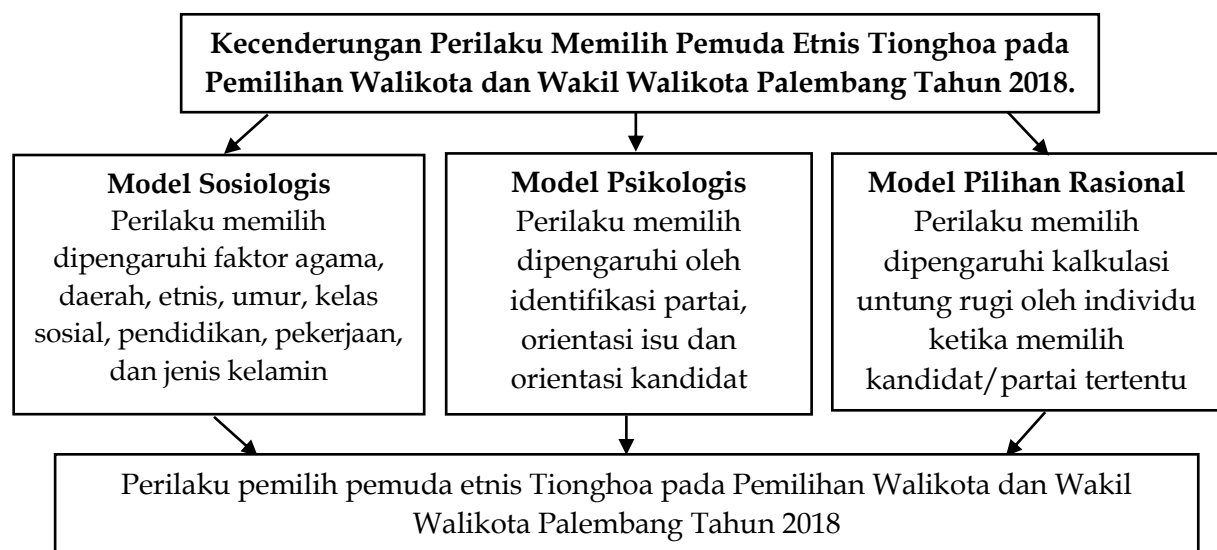 Kecenderungan Perilaku Memilih Pemuda Etnis Tionghoa pada
Pemilihan Walikota dan Wakil Walikota Palembang Tahun 2018.
Model Sosiologis
Perilaku memilih
dipengaruhi faktor agama,
daerah, etnis, umur, kelas
sosial, pendidikan, pekerjaan,
dan jenis kelamin
Model Psikologis
Perilaku memilih
dipengaruhi oleh
identifikasi partai,
orientasi isu dan
orientasi kandidat
Model Pilihan Rasional
Perilaku memilih
dipengaruhi kalkulasi
untung rugi oleh individu
ketika memilih
kandidat/partai tertentu
Perilaku pemilih pemuda etnis Tionghoa pada Pemilihan Walikota dan Wakil
Walikota Palembang Tahun 2018